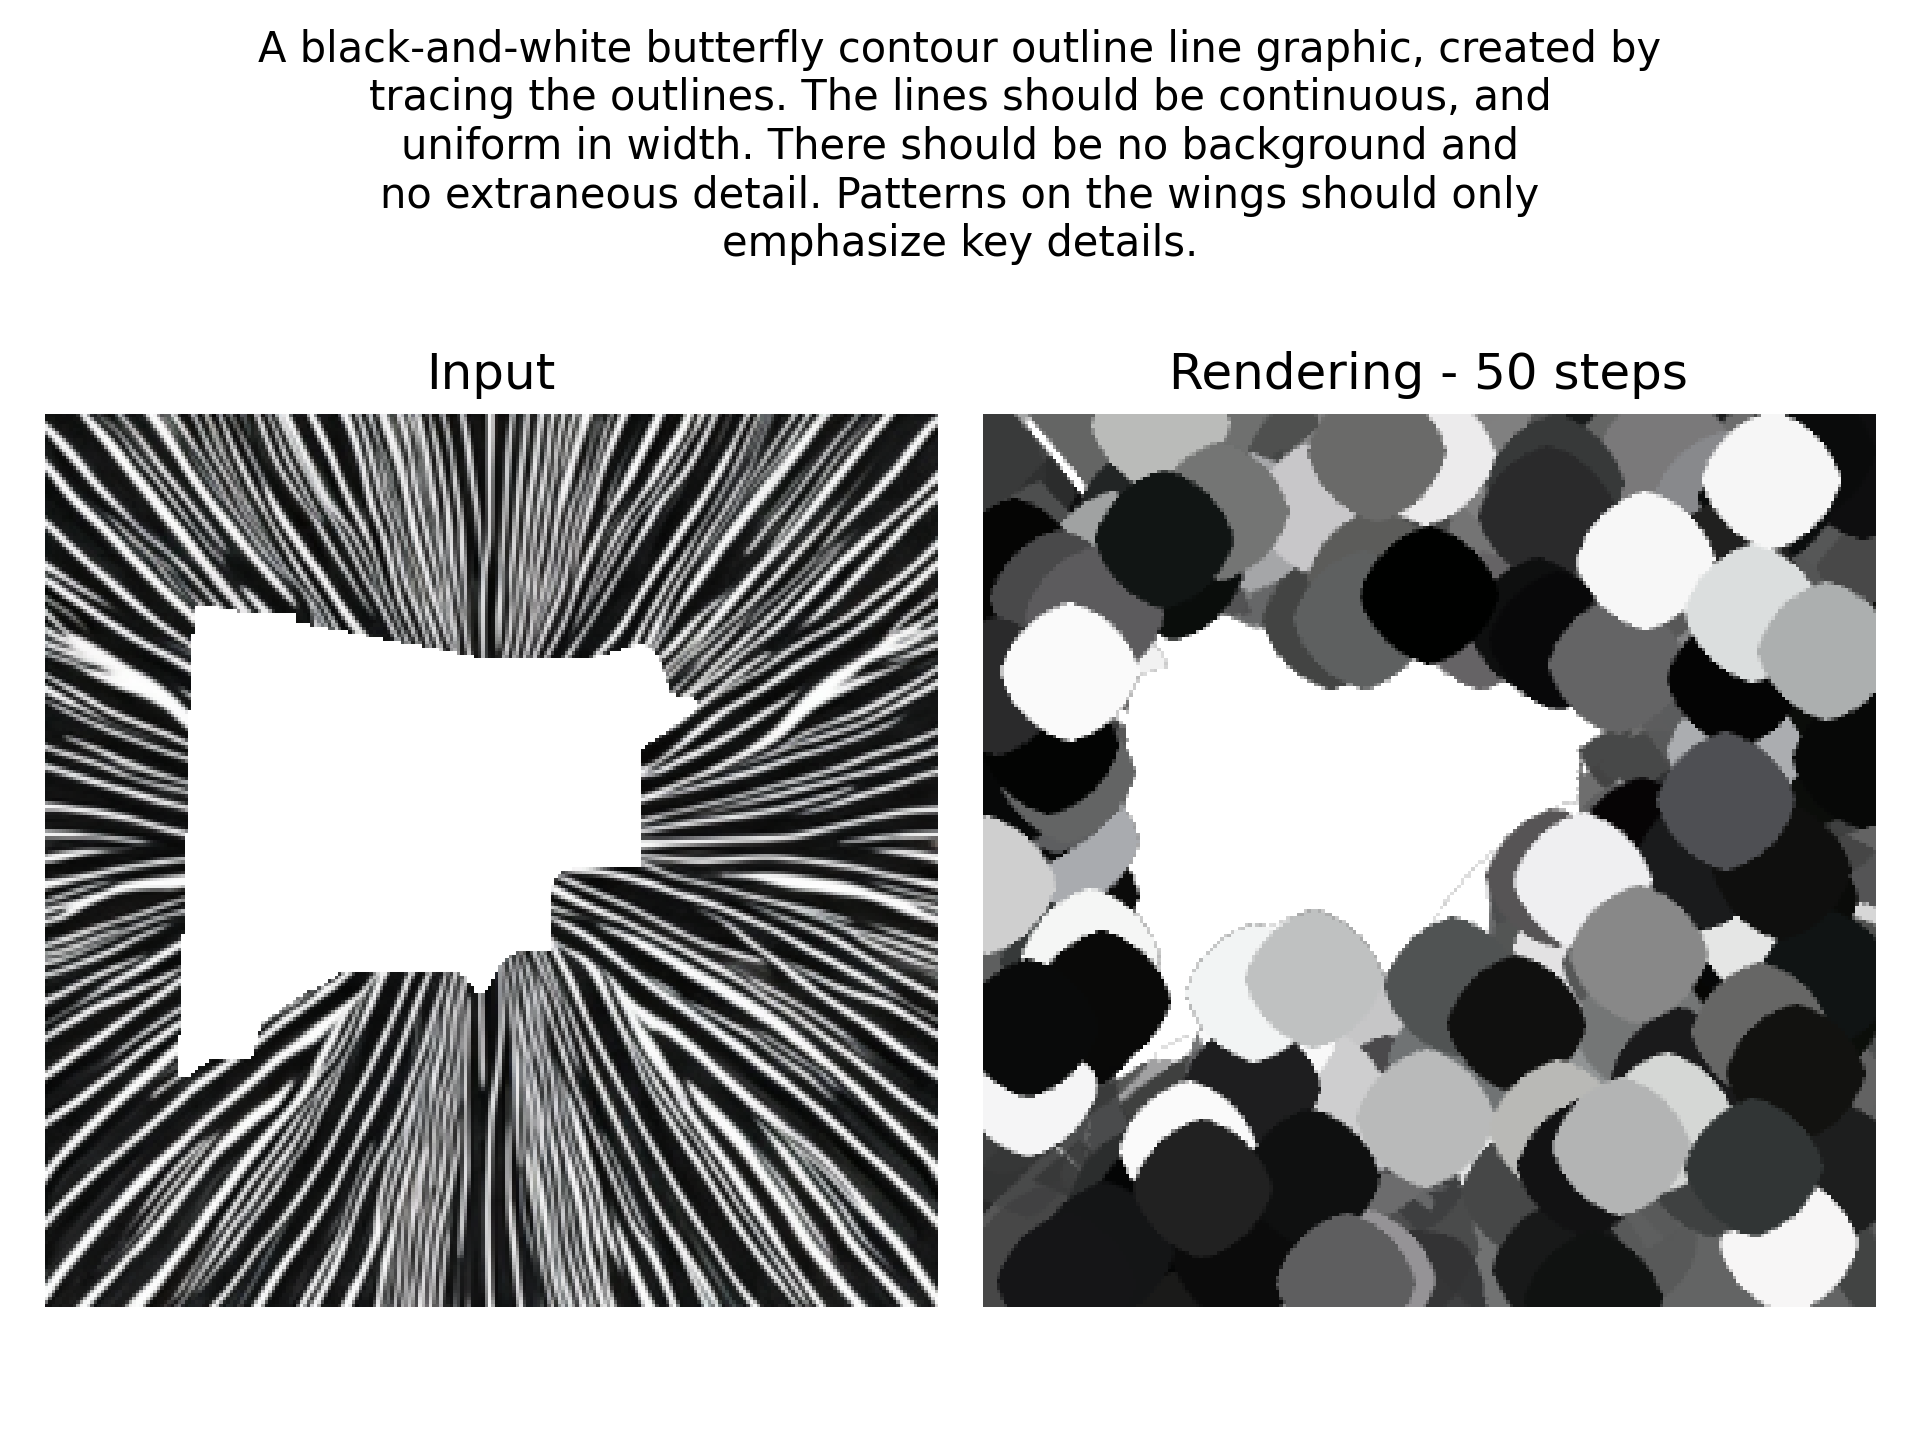 A black-and-white butterfly contour outline line graphic, created by
tracing the outlines. The lines should be continuous, and
uniform in width. There should be no background and
no extraneous detail. Patterns on the wings should only
emphasize key details.
Input
Rendering - 50 steps